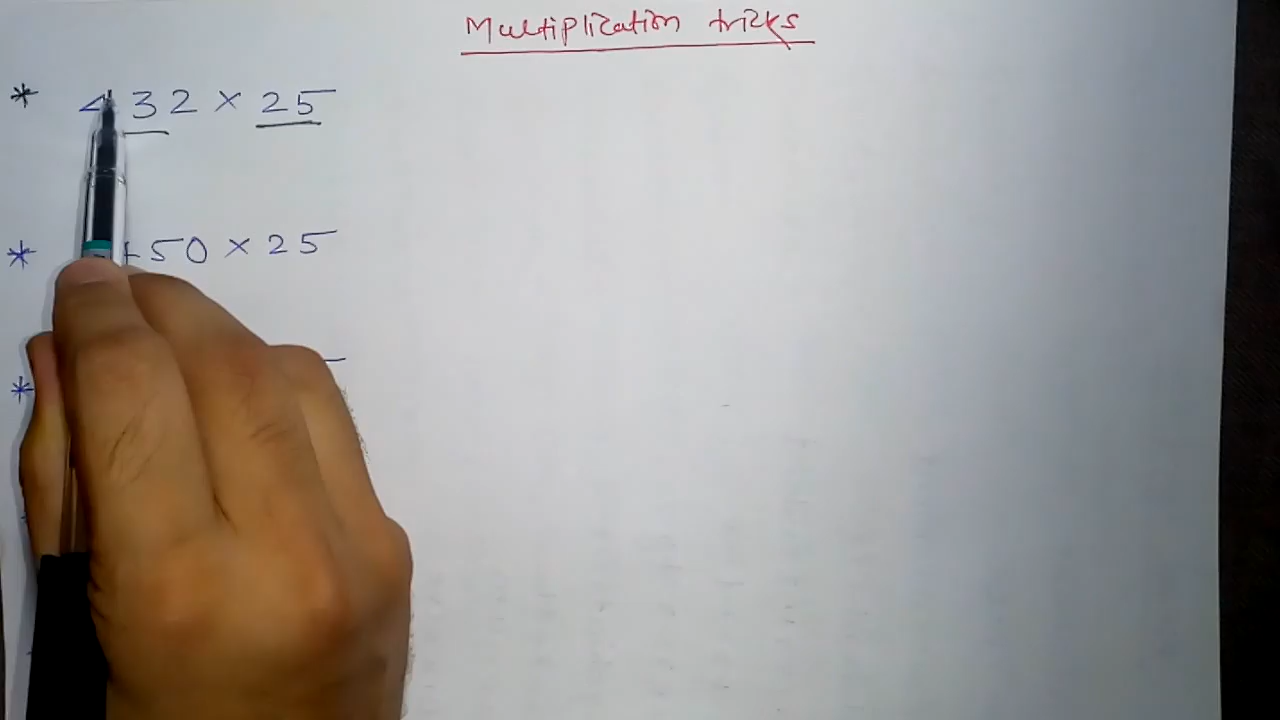 Multiplication tricks
* 432 × 25
* 50 × 25
*